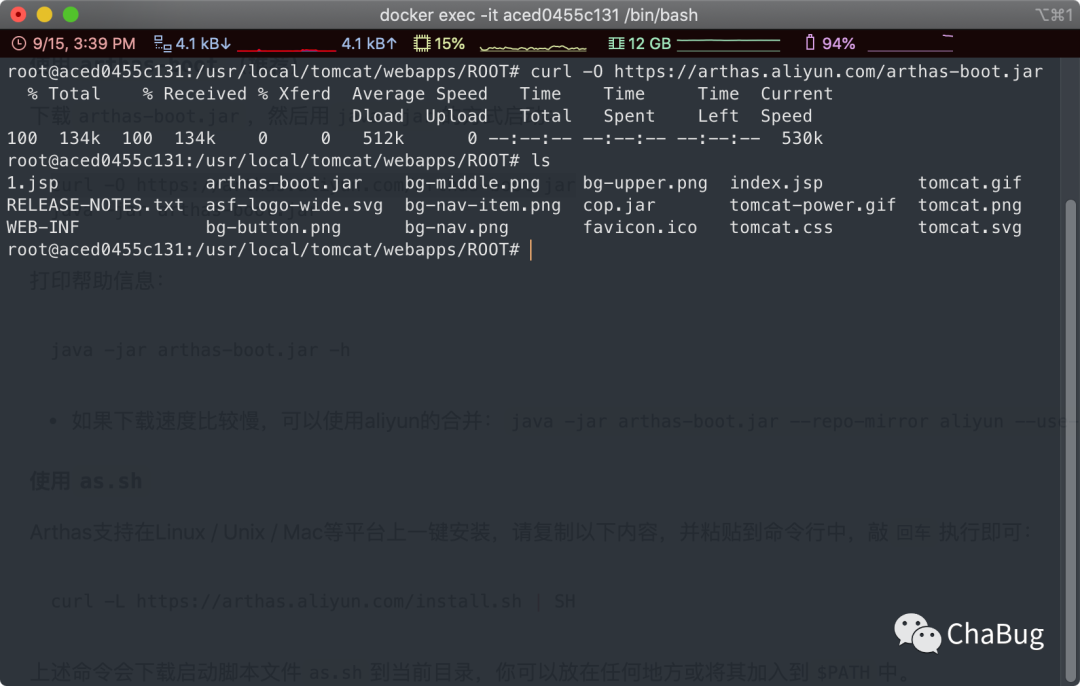 docker exec -it aced0455c131 /bin/bash
⌥⌘1
9/15, 3:39 PM 4.1 kB↓ 4.1 kB↑ 15% 12 GB 94%
root@aced0455c131:/usr/local/tomcat/webapps/ROOT# curl -O https://arthas.aliyun.com/arthas-boot.jar
% Total % Received % Xferd Average Speed Time Time Time Current
Dload Upload Total Spent Left Speed
100 134k 100 134k 0 0 512k 0 --:--:-- --:--:-- --:--:-- 530k
root@aced0455c131:/usr/local/tomcat/webapps/ROOT# ls
1.jsp arthas-boot.jar bg-middle.png bg-upper.png index.jsp tomcat.gif
RELEASE-NOTES.txt asf-logo-wide.svg bg-nav-item.png cop.jar tomcat-power.gif tomcat.png
WEB-INF bg-button.png bg-nav.png favicon.ico tomcat.css tomcat.svg
root@aced0455c131:/usr/local/tomcat/webapps/ROOT#
打印帮助信息：
java -jar arthas-boot.jar -h
• 如果下载速度比较慢，可以使用aliyun的合并： java -jar arthas-boot.jar --repo-mirror aliyun --use-
使用 as.sh
Arthas支持在Linux / Unix / Mac等平台上一键安装，请复制以下内容，并粘贴到命令行中，敲 回车 执行即可：
curl -L https://arthas.aliyun.com/install.sh | SH
上述命令会下载启动脚本文件 as.sh 到当前目录，你可以放在任何地方或将其加入到 $PATH 中。
ChaBug